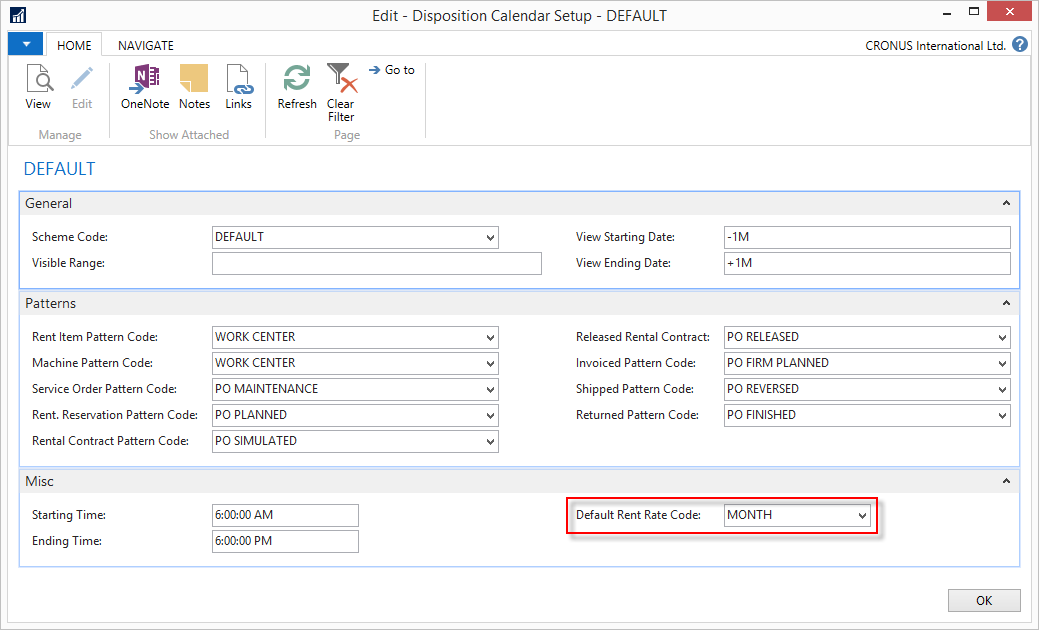 Edit - Disposition Calendar Setup - DEFAULT
HOME NAVIGATE CRONUS International Ltd. ?
View Edit OneNote Notes Links Refresh Clear Filter Go to
Manage Show Attached Page
DEFAULT
General
Scheme Code: DEFAULT View Starting Date: -1M
Visible Range: View Ending Date: +1M
Patterns
Rent Item Pattern Code: WORK CENTER Released Rental Contract: PO RELEASED
Machine Pattern Code: WORK CENTER Invoiced Pattern Code: PO FIRM PLANNED
Service Order Pattern Code: PO MAINTENANCE Shipped Pattern Code: PO REVERSED
Rent. Reservation Pattern Code: PO PLANNED Returned Pattern Code: PO FINISHED
Rental Contract Pattern Code: PO SIMULATED
Misc
Starting Time: 6:00:00 AM Default Rent Rate Code: MONTH
Ending Time: 6:00:00 PM
OK